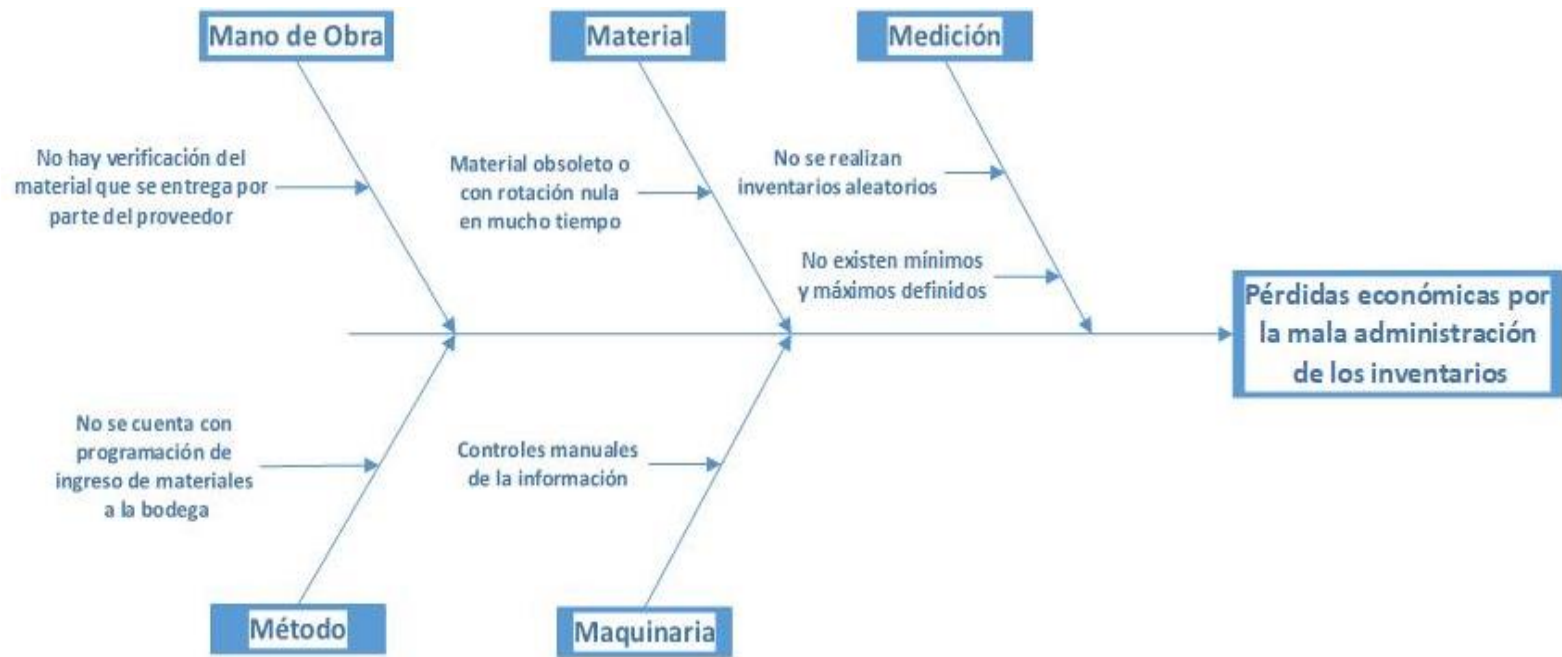 Mano de Obra
Material
Medición
No hay verificación del
material que se entrega por
parte del proveedor
Material obsoleto o
con rotación nula
en mucho tiempo
No se realizan
inventarios aleatorios
No existen mínimos
y máximos definidos
Pérdidas económicas por
la mala administración
de los inventarios
No se cuenta con
programación de
ingreso de materiales
a la bodega
Controles manuales
de la información
Método
Maquinaria